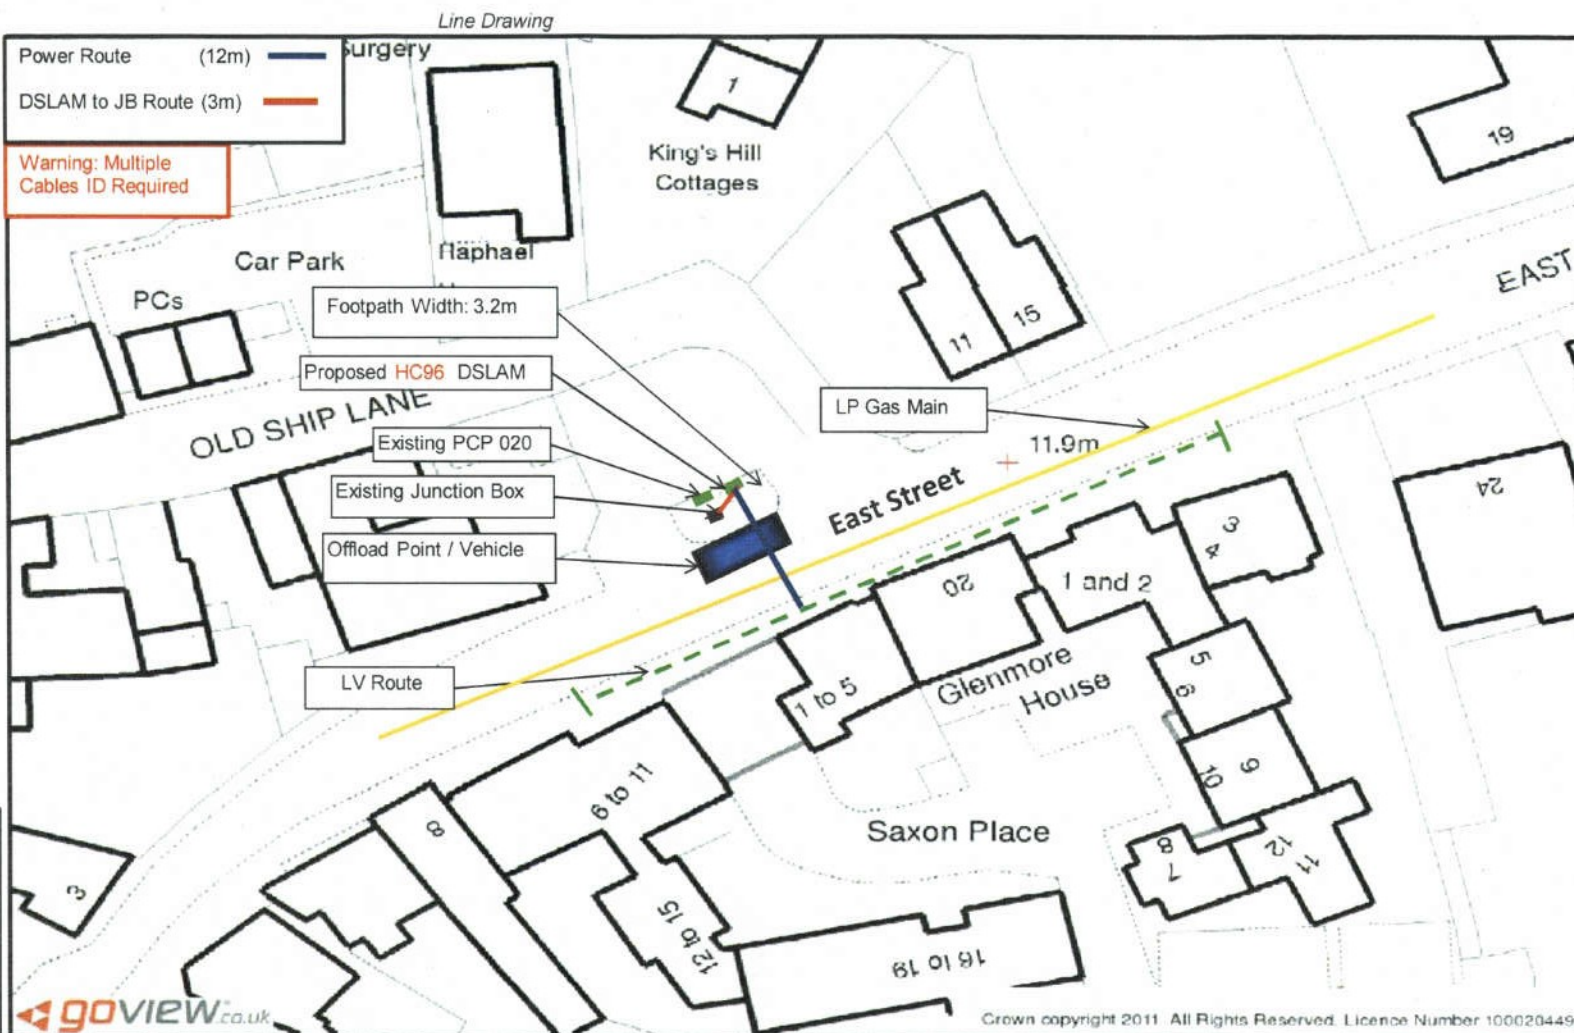 Line Drawing
Power Route (12m)
DSLAM to JB Route (3m)
Surgery
Warning: Multiple
Cables ID Required
1
King's Hill
Cottages
19
Car Park
Raphael
PCs
Footpath Width: 3.2m
EAST
11
15
Proposed HC96 DSLAM
LP Gas Main
OLD SHIP LANE
Existing PCP 020
11.9m
East Street
Existing Junction Box
24
Offload Point / Vehicle
3
4
20
1 and 2
LV Route
1 to 5
Glenmore
House
5
6
6 to 11
10
9
8
Saxon Place
8
7
12
11
3
12 to 15
16 to 19
goview.co.uk
Crown copyright 2011 All Rights Reserved. Licence Number 100020449